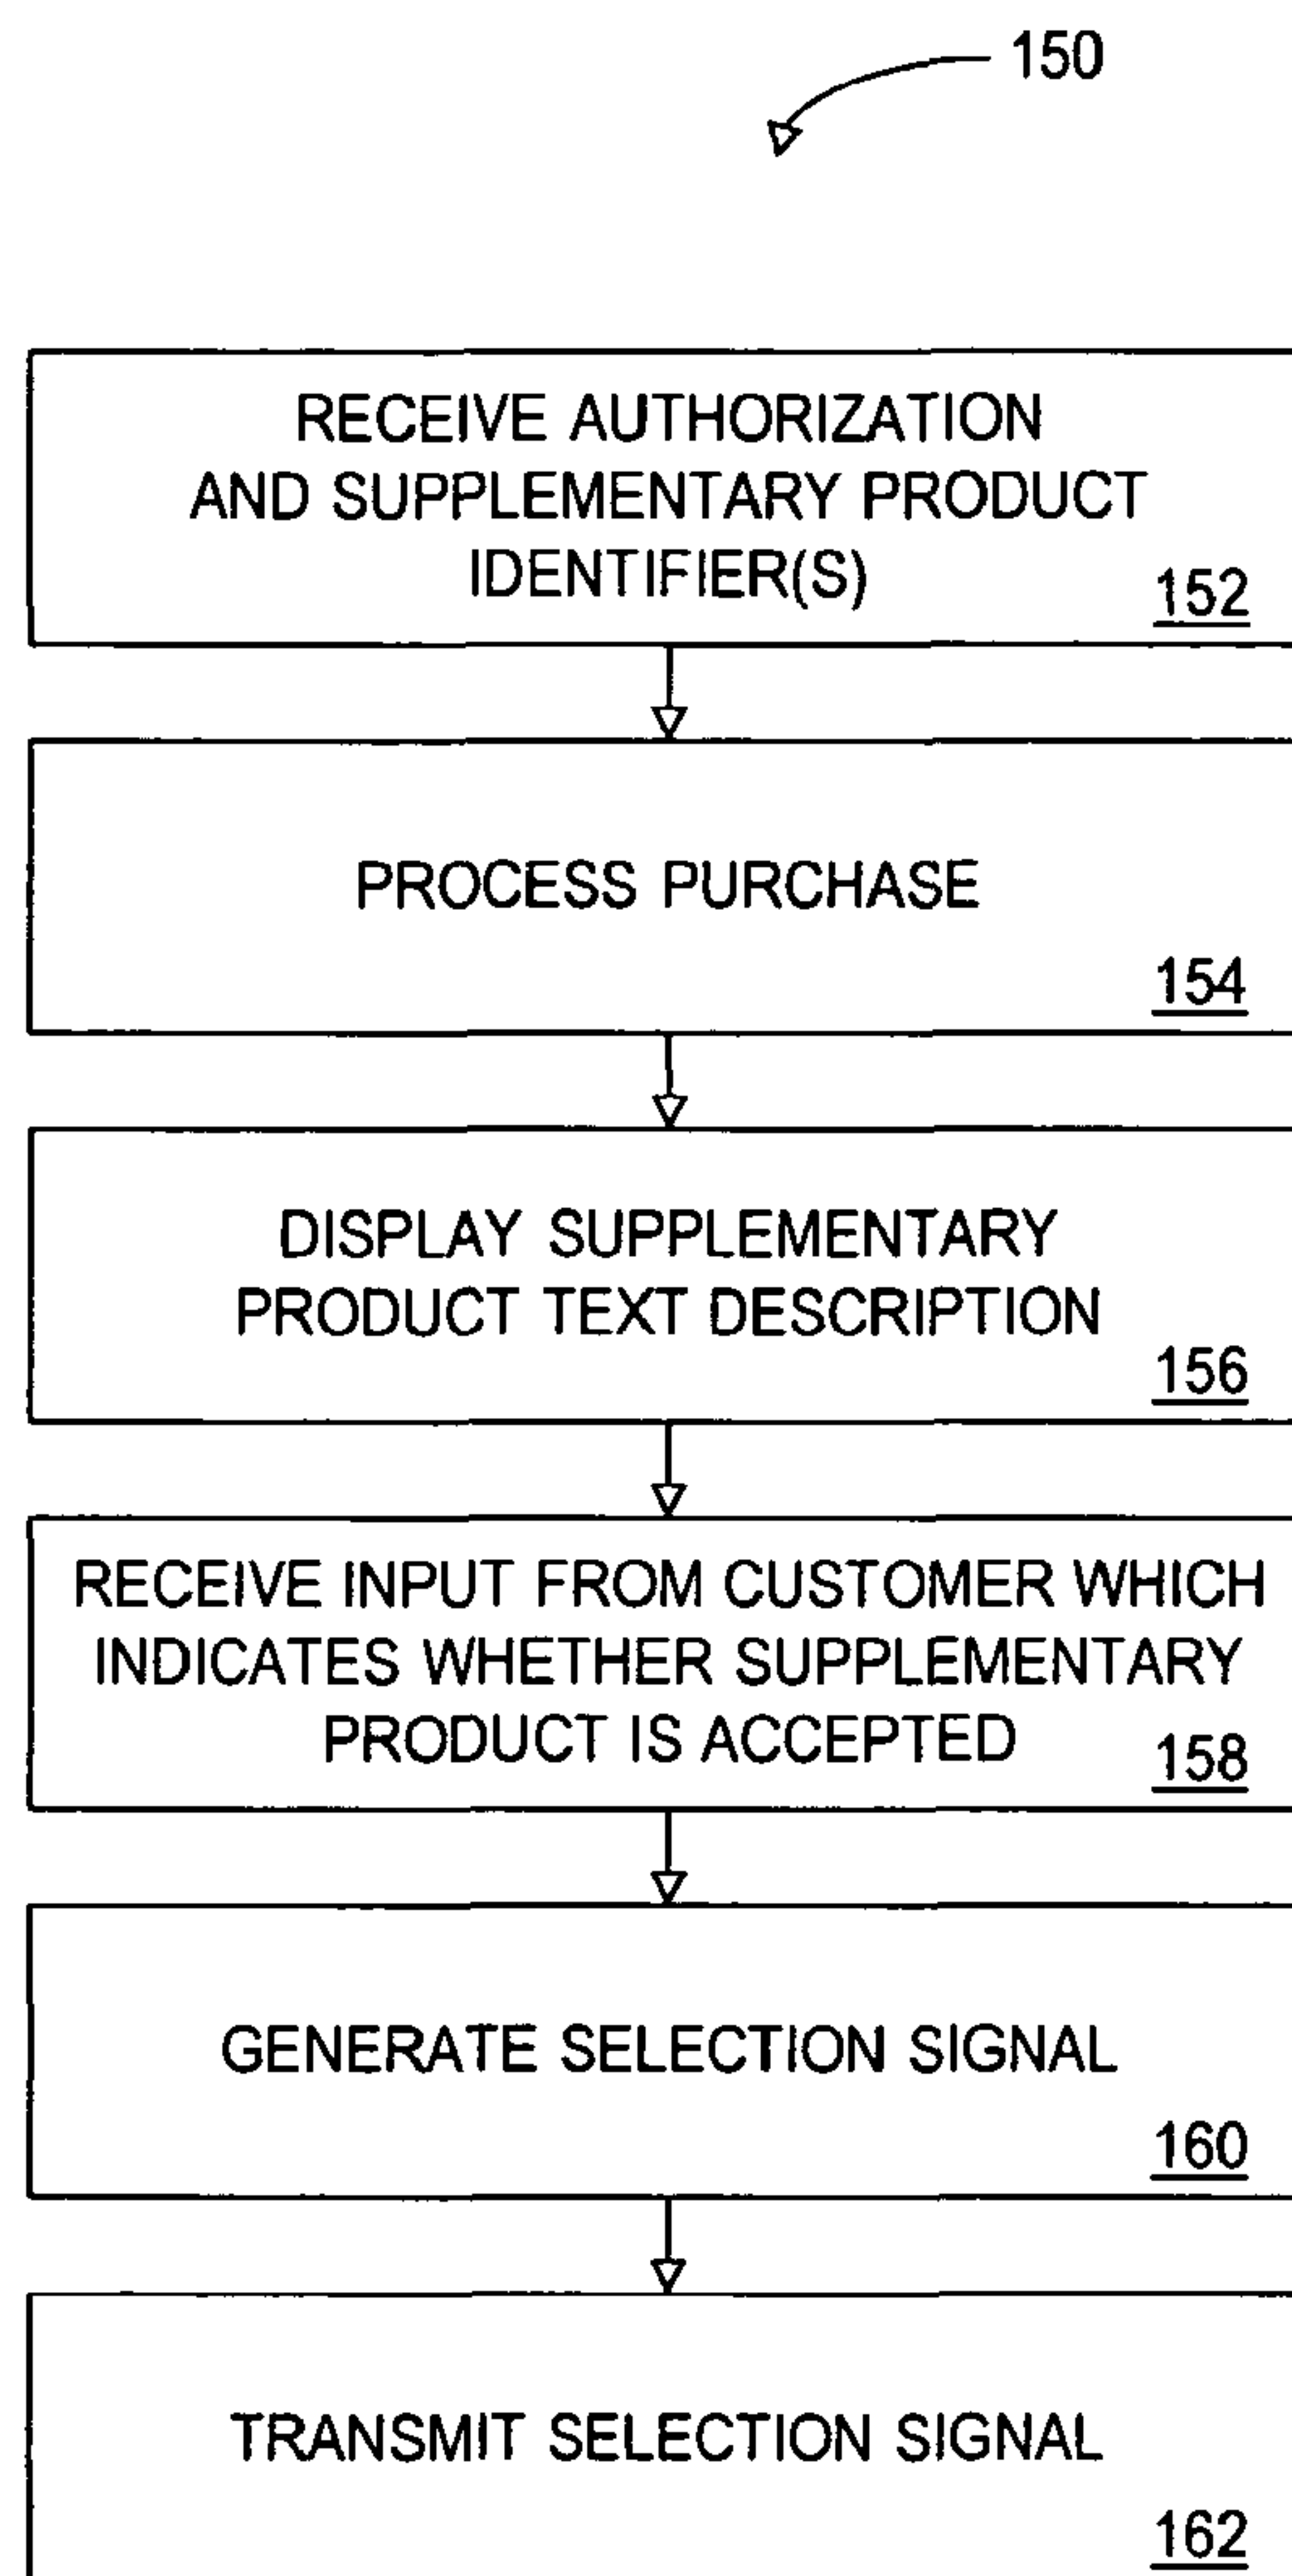 150
RECEIVE AUTHORIZATION
AND SUPPLEMENTARY PRODUCT
IDENTIFIER(S)
152
PROCESS PURCHASE
154
DISPLAY SUPPLEMENTARY
PRODUCT TEXT DESCRIPTION
156
RECEIVE INPUT FROM CUSTOMER WHICH
INDICATES WHETHER SUPPLEMENTARY
PRODUCT IS ACCEPTED
158
GENERATE SELECTION SIGNAL
160
TRANSMIT SELECTION SIGNAL
162